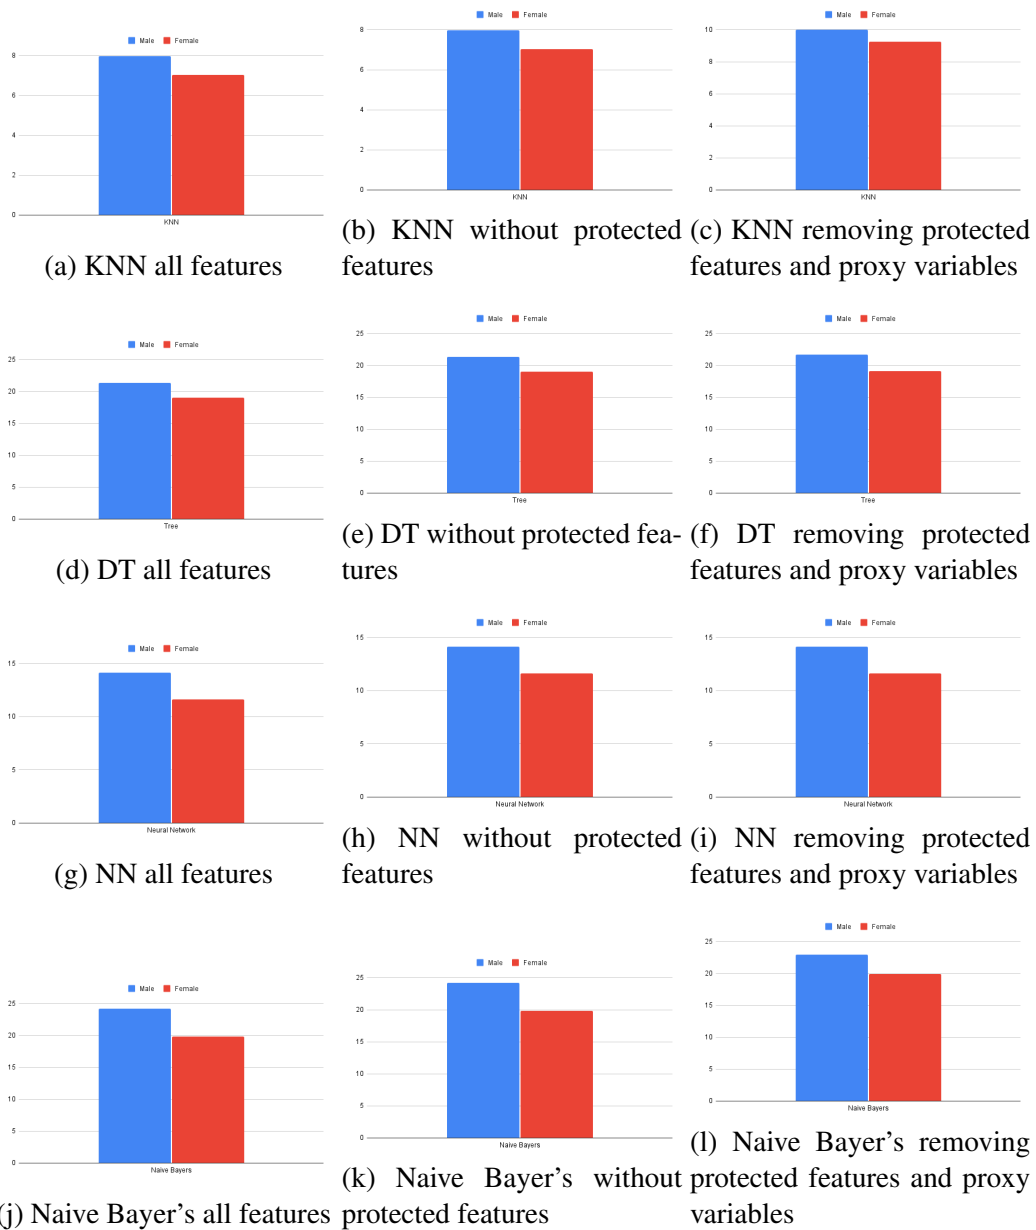 Male Female
8
6
4
2
0
KNN
(a) KNN all features
Male Female
8
6
4
2
0
KNN
(b) KNN without protected
features
Male Female
10
8
6
4
2
0
KNN
(c) KNN removing protected
features and proxy variables
Male Female
25
20
15
10
5
0
Tree
(d) DT all features
Male Female
25
20
15
10
5
0
Tree
(e) DT without protected fea-
tures
Male Female
25
20
15
10
5
0
Tree
(f) DT removing protected
features and proxy variables
Male Female
15
10
5
0
Neural Network
(g) NN all features
Male Female
15
10
5
0
Neural Network
(h) NN without protected
features
Male Female
15
10
5
0
Neural Network
(i) NN removing protected
features and proxy variables
Male Female
25
20
15
10
5
0
Naive Bayers
(j) Naive Bayer's all features
Male Female
25
20
15
10
5
0
Naive Bayers
(k) Naive Bayer's without
protected features
Male Female
25
20
15
10
5
0
Naive Bayers
(l) Naive Bayer's removing
protected features and proxy
variables